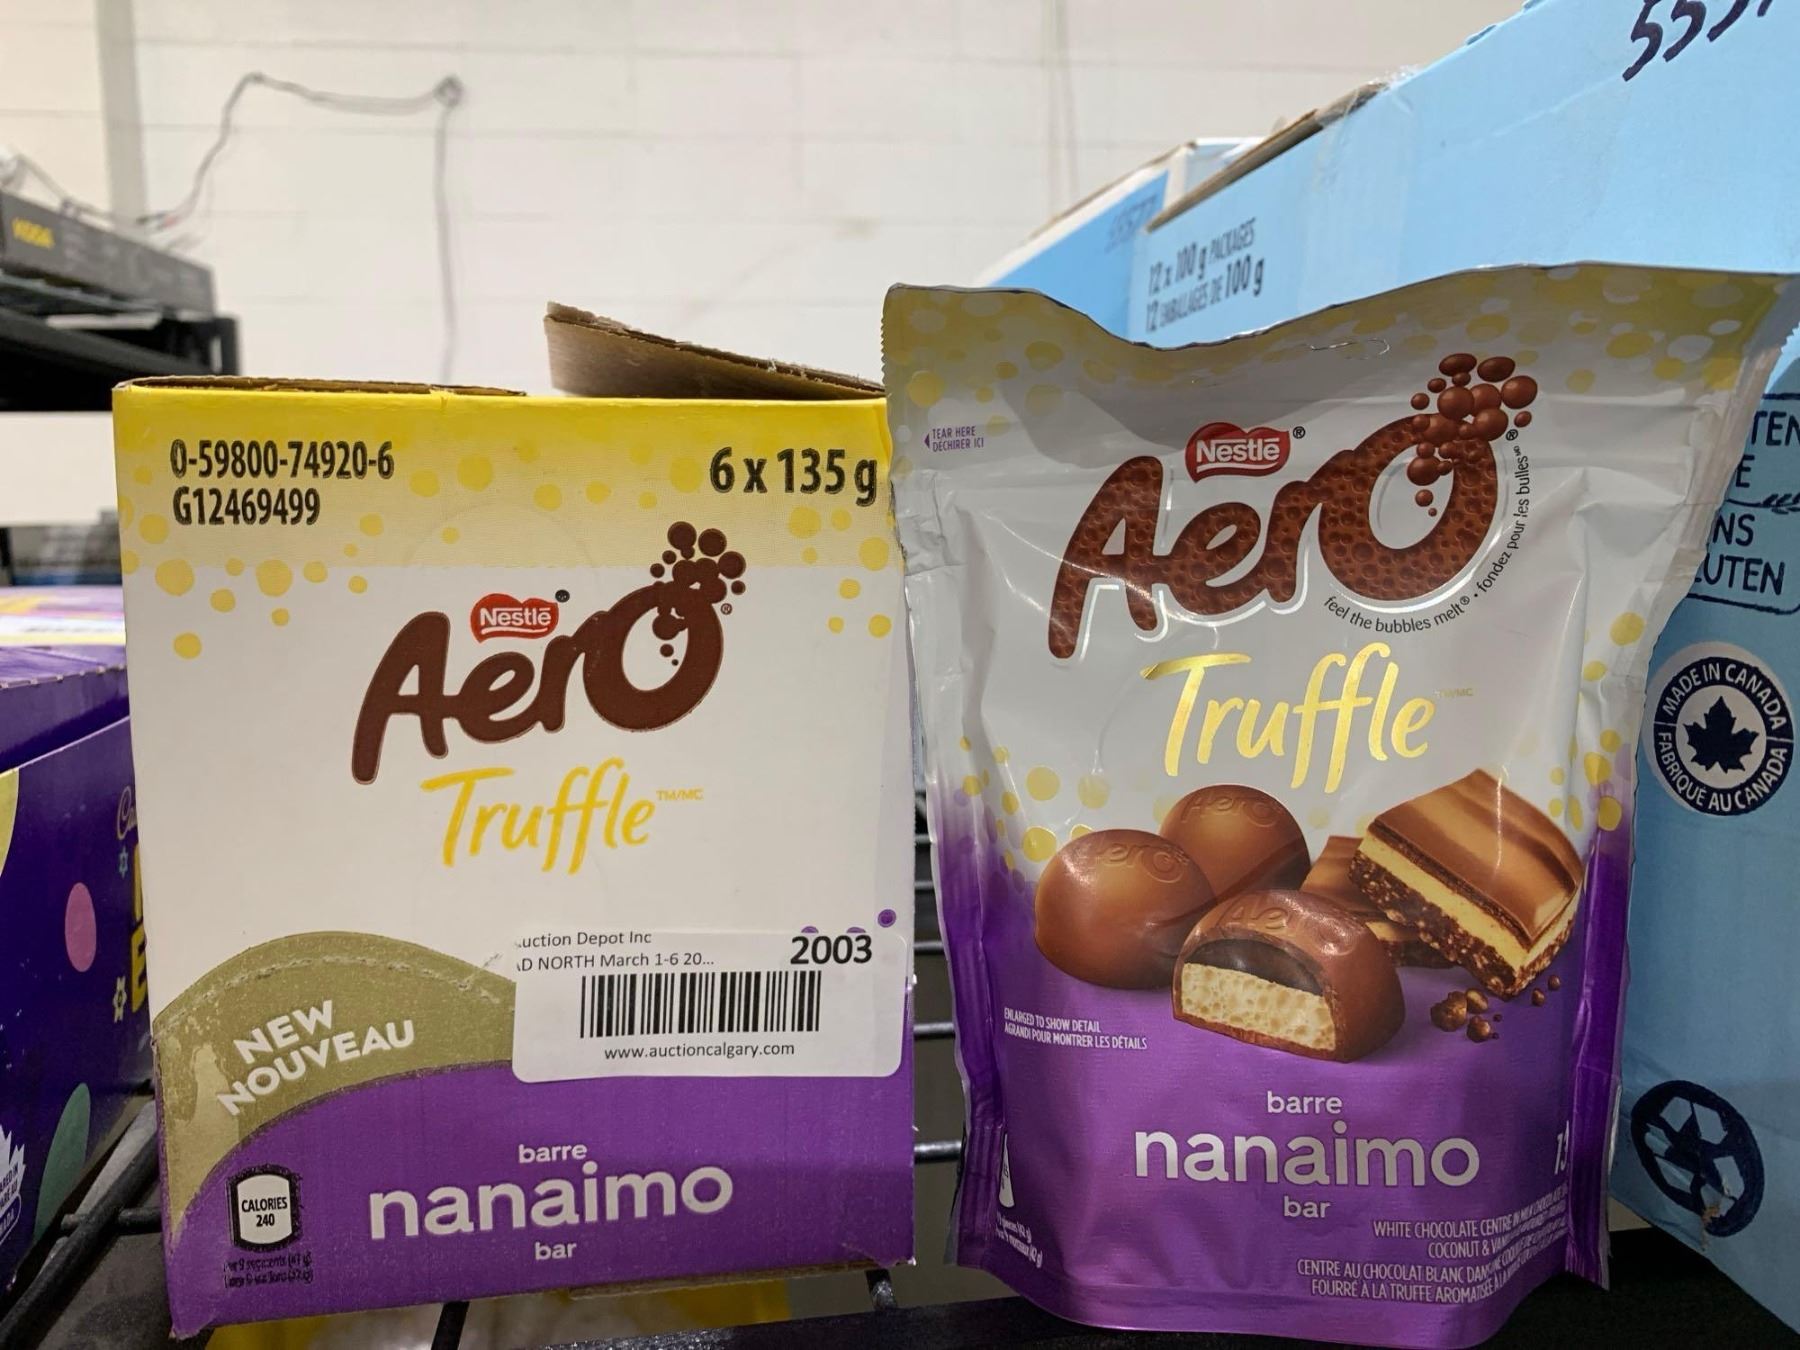 0-59800-74920-6
G12469499
6 x 135 g
Nestlé
Aero
Truffle TM/MC
NEW
NOUVEAU
uction Depot Inc
AD NORTH March 1-6 20...
2003
www.auctioncalgary.com
CALORIES
240
barre
nanaimo
bar
TEAR HERE
DÉCHIRER ICI
Nestlé ®
Aero ®
feel the bubbles melt® • fondez pour les bulles
Truffle
ENLARGED TO SHOW DETAIL
AGRANDI POUR MONTRER LES DÉTAILS
barre
nanaimo
bar
WHITE CHOCOLATE CENTRE IN
COCONUT &
CENTRE AU CHOCOLAT BLANC DANS
FOURRÉ À LA TRUFFE AROMATISÉE À LA
12 x 100 g PACKAGES
12 EMBALLAGES DE 100 g
MADE IN CANADA
FABRIQUÉ AU CANADA